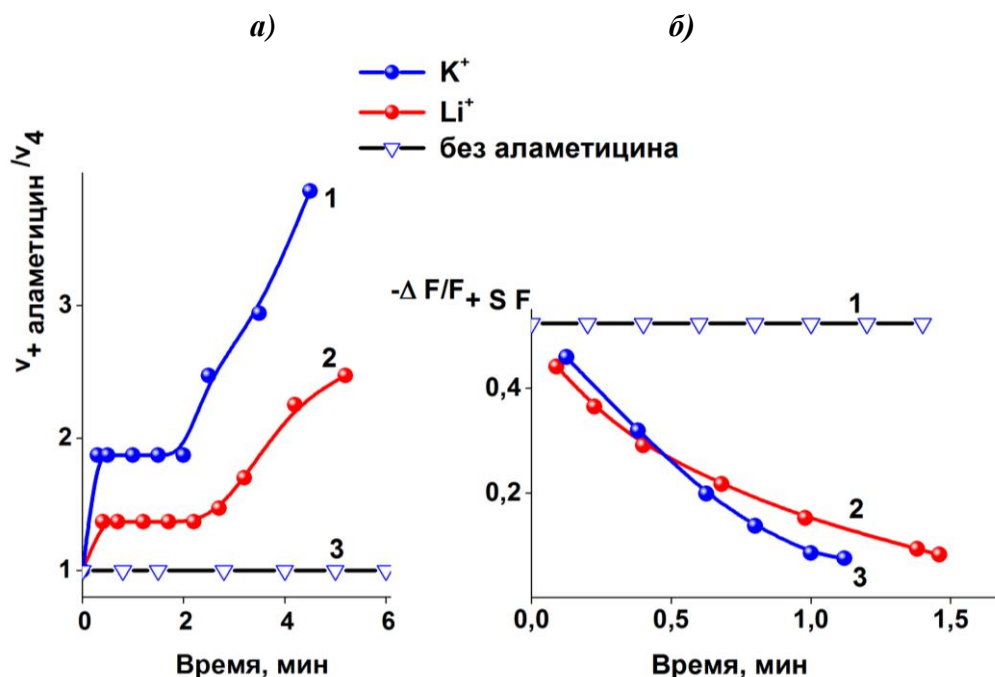 а)
б)
K⁺
Li⁺
без аламетицина
v+ аламетицин /v4
1
2
3
3
2
1
0 2 4 6
Время, мин
-Δ F/F+ S F
1
0,4
0,2
2
3
0,0 0,5 1,0 1,5
Время, мин